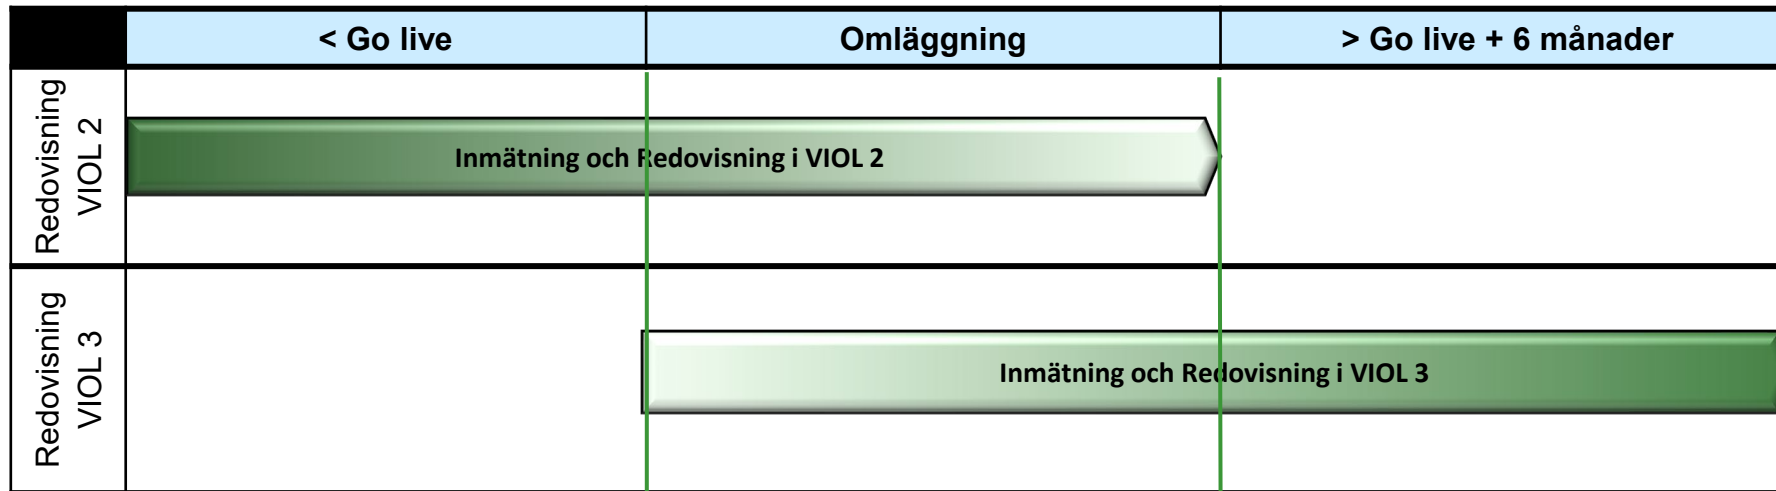 < Go live
Omläggning
> Go live + 6 månader
Redovisning
VIOL 2
Inmätning och Redovisning i VIOL 2
Redovisning
VIOL 3
Inmätning och Redovisning i VIOL 3